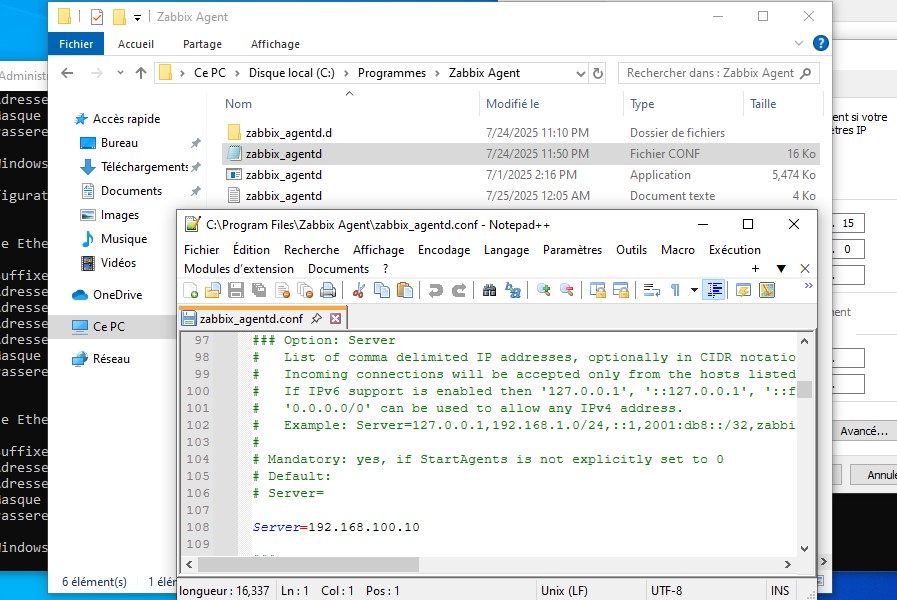 Zabbix Agent
Fichier Accueil Partage Affichage
Ce PC Disque local (C:) Programmes Zabbix Agent
Rechercher dans : Zabbix Agent
Nom Modifié le Type Taille
zabbix_agentd.d 7/24/2025 11:10 PM Dossier de fichiers
zabbix_agentd 7/24/2025 11:50 PM Fichier CONF 16 Ko
zabbix_agentd 7/1/2025 2:16 PM Application 5,474 Ko
zabbix_agentd 7/25/2025 12:05 AM Document texte 4 Ko
Accès rapide
Bureau
Téléchargements
Documents
Images
Musique
Vidéos
OneDrive
Ce PC
Réseau
6 élément(s) 1 élé
C:\Program Files\Zabbix Agent\zabbix_agentd.conf - Notepad++
Fichier Édition Recherche Affichage Encodage Langage Paramètres Outils Macro Exécution
Modules d'extension Documents ?
zabbix_agentd.conf
97 ### Option: Server
98 # List of comma delimited IP addresses, optionally in CIDR notatio
99 # Incoming connections will be accepted only from the hosts listed
100 # If IPv6 support is enabled then '127.0.0.1', '::127.0.0.1', '::f
101 # '0.0.0.0/0' can be used to allow any IPv4 address.
102 # Example: Server=127.0.0.1,192.168.1.0/24,::1,2001:db8::/32,zabbi
103 #
104 # Mandatory: yes, if StartAgents is not explicitly set to 0
105 # Default:
106 # Server=
107
108 Server=192.168.100.10
109
longueur : 16,337 Ln : 1 Col : 1 Pos : 1 Unix (LF) UTF-8 INS
Administ
dresse
asque
assere
indows
igurat
e Ethe
uffixe
dresse
dresse
dresse
dresse
asque
assere
e Ethe
uffixe
dresse
dresse
asque
assere
indows
ent si votre
ètres IP
. 15
. 0
ment
Avancé...
Annule